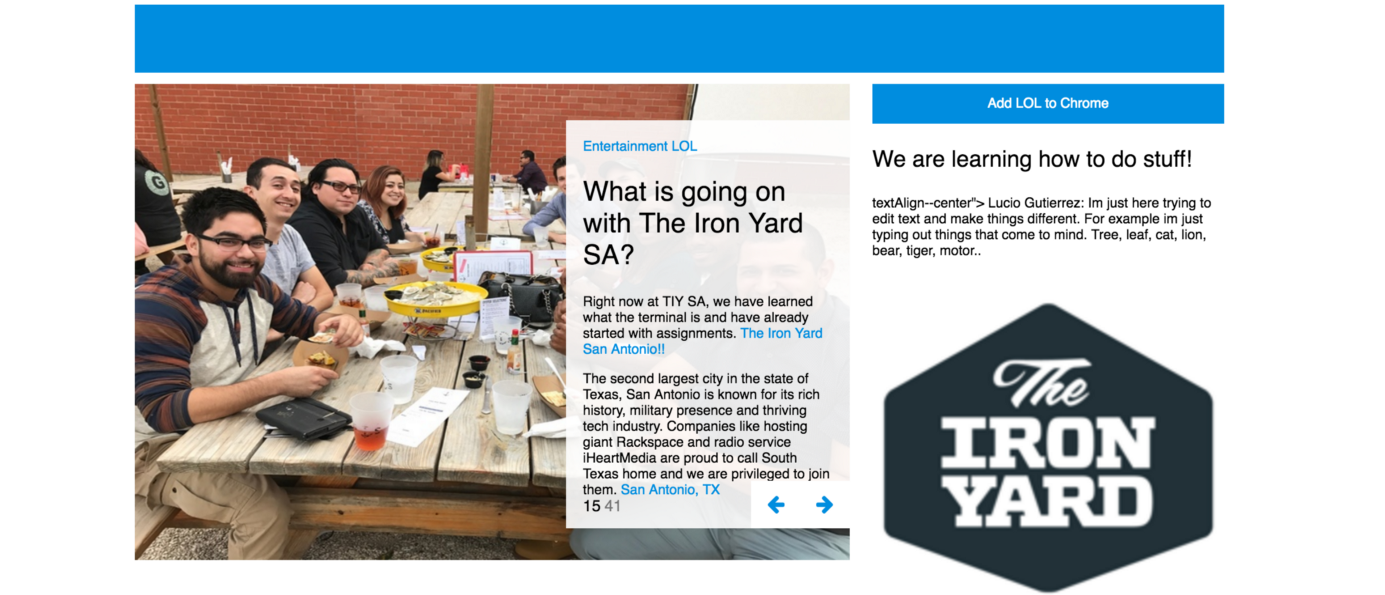 Add LOL to Chrome
Entertainment LOL
What is going on
with The Iron Yard
SA?
Right now at TIY SA, we have learned
what the terminal is and have already
started with assignments. The Iron Yard
San Antonio!!
The second largest city in the state of
Texas, San Antonio is known for its rich
history, military presence and thriving
tech industry. Companies like hosting
giant Rackspace and radio service
iHeartMedia are proud to call South
Texas home and we are privileged to join
them. San Antonio, TX
15 41
We are learning how to do stuff!
textAlign--center"> Lucio Gutierrez: Im just here trying to
edit text and make things different. For example im just
typing out things that come to mind. Tree, leaf, cat, lion,
bear, tiger, motor..
The
IRON
YARD
G